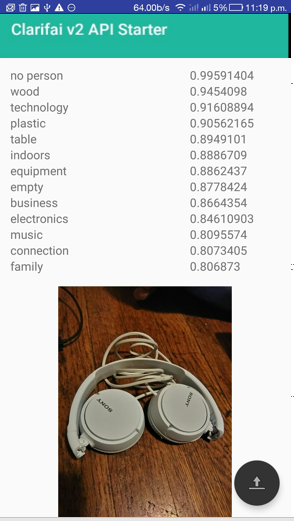 64.00b/s 5% 11:19 p.m.
Clarifai v2 API Starter
no person 0.99591404
wood 0.9454098
technology 0.91608894
plastic 0.90562165
table 0.8949101
indoors 0.8886709
equipment 0.8862437
empty 0.8778424
business 0.8664354
electronics 0.84610903
music 0.8095574
connection 0.8073405
family 0.806873
SONY
SONY